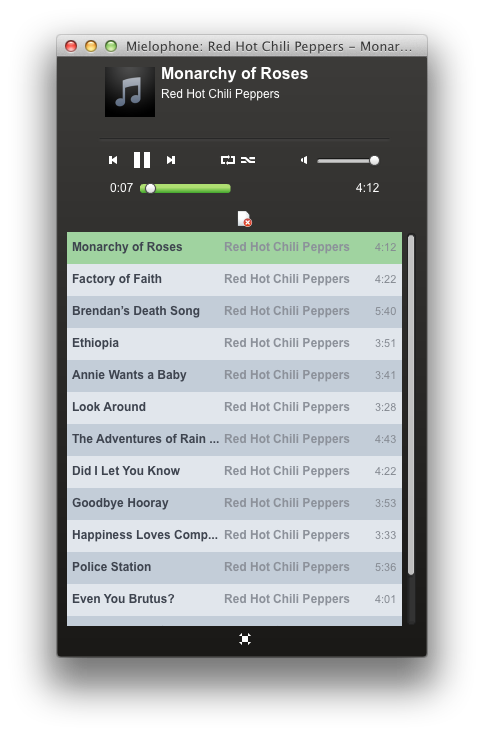 Mielophone: Red Hot Chili Peppers – Monar...
Monarchy of Roses
Red Hot Chili Peppers
0:07 4:12
Monarchy of Roses Red Hot Chili Peppers 4:12
Factory of Faith Red Hot Chili Peppers 4:22
Brendan’s Death Song Red Hot Chili Peppers 5:40
Ethiopia Red Hot Chili Peppers 3:51
Annie Wants a Baby Red Hot Chili Peppers 3:41
Look Around Red Hot Chili Peppers 3:28
The Adventures of Rain ... Red Hot Chili Peppers 4:43
Did I Let You Know Red Hot Chili Peppers 4:22
Goodbye Hooray Red Hot Chili Peppers 3:53
Happiness Loves Comp... Red Hot Chili Peppers 3:33
Police Station Red Hot Chili Peppers 5:36
Even You Brutus? Red Hot Chili Peppers 4:01